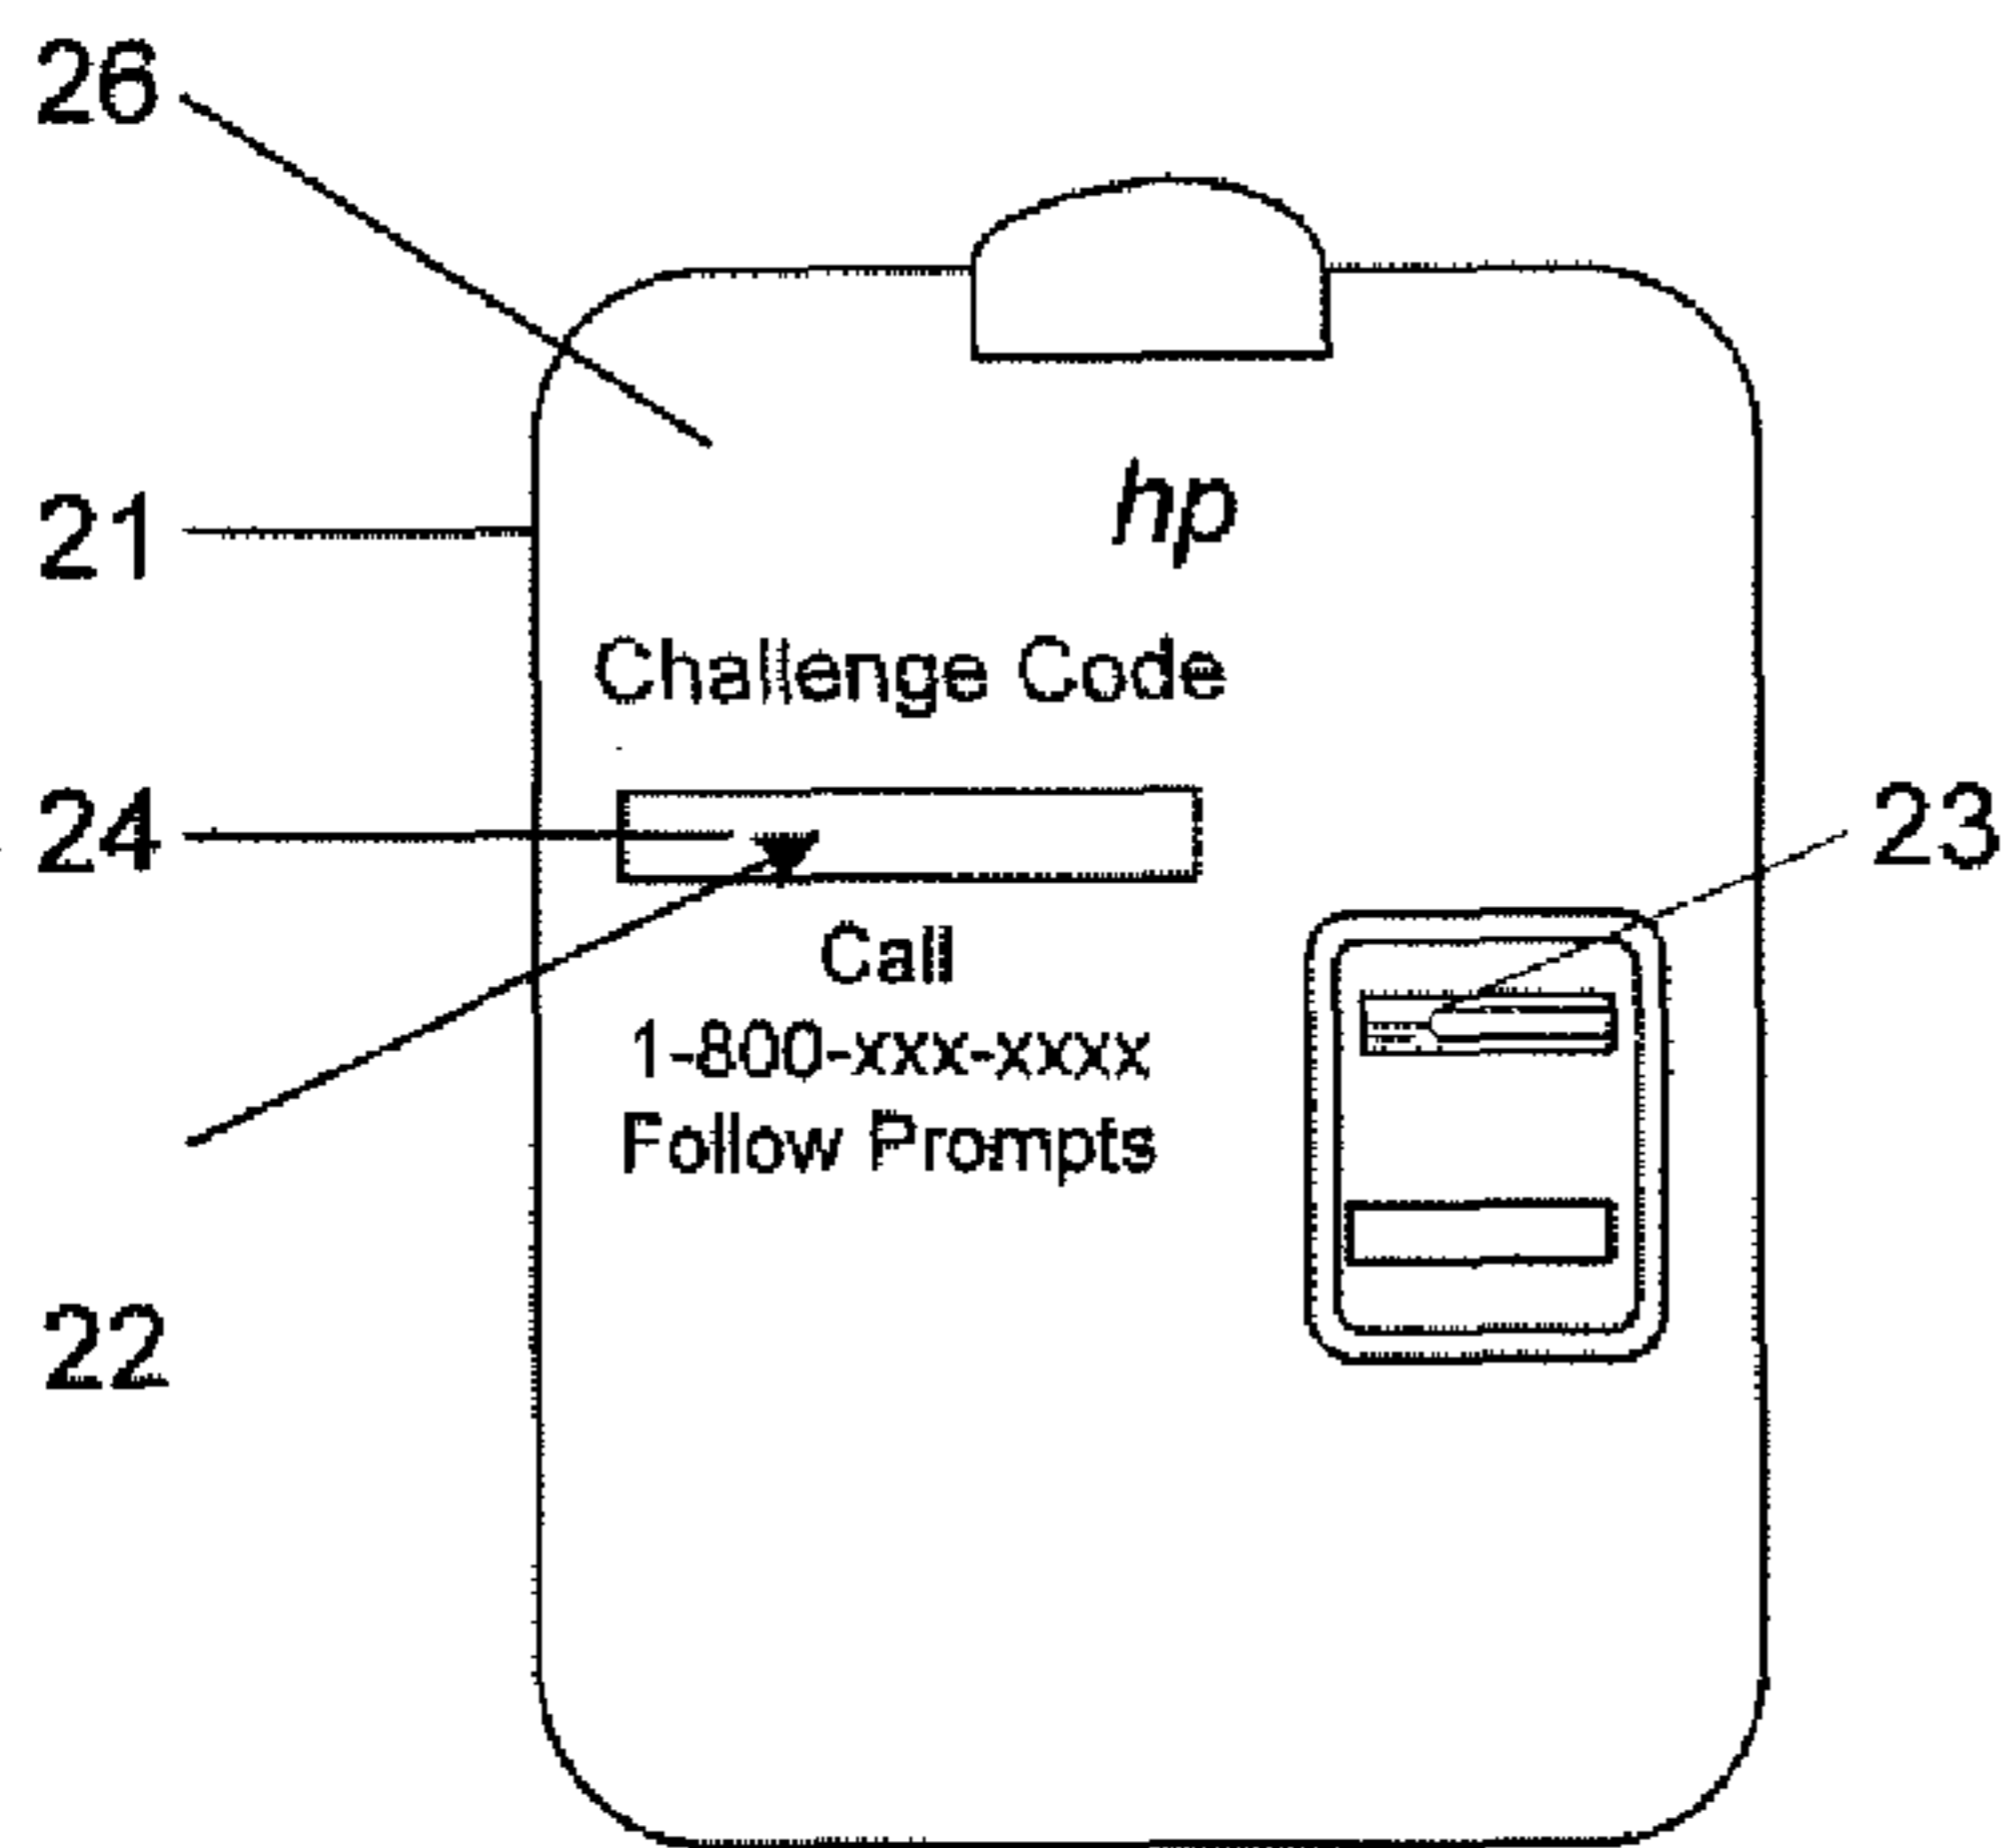 26
hp
21
Challenge Code
24
23
Call
1-800-xxx-xxxx
Follow Prompts
22